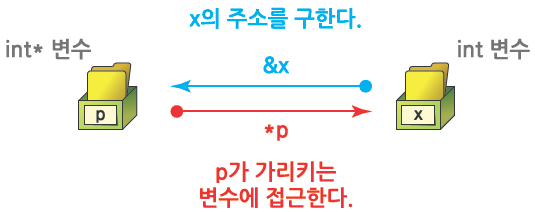 x의 주소를 구한다.
int* 변수
int 변수
&x
p
x
*p
p가 가리키는
변수에 접근한다.